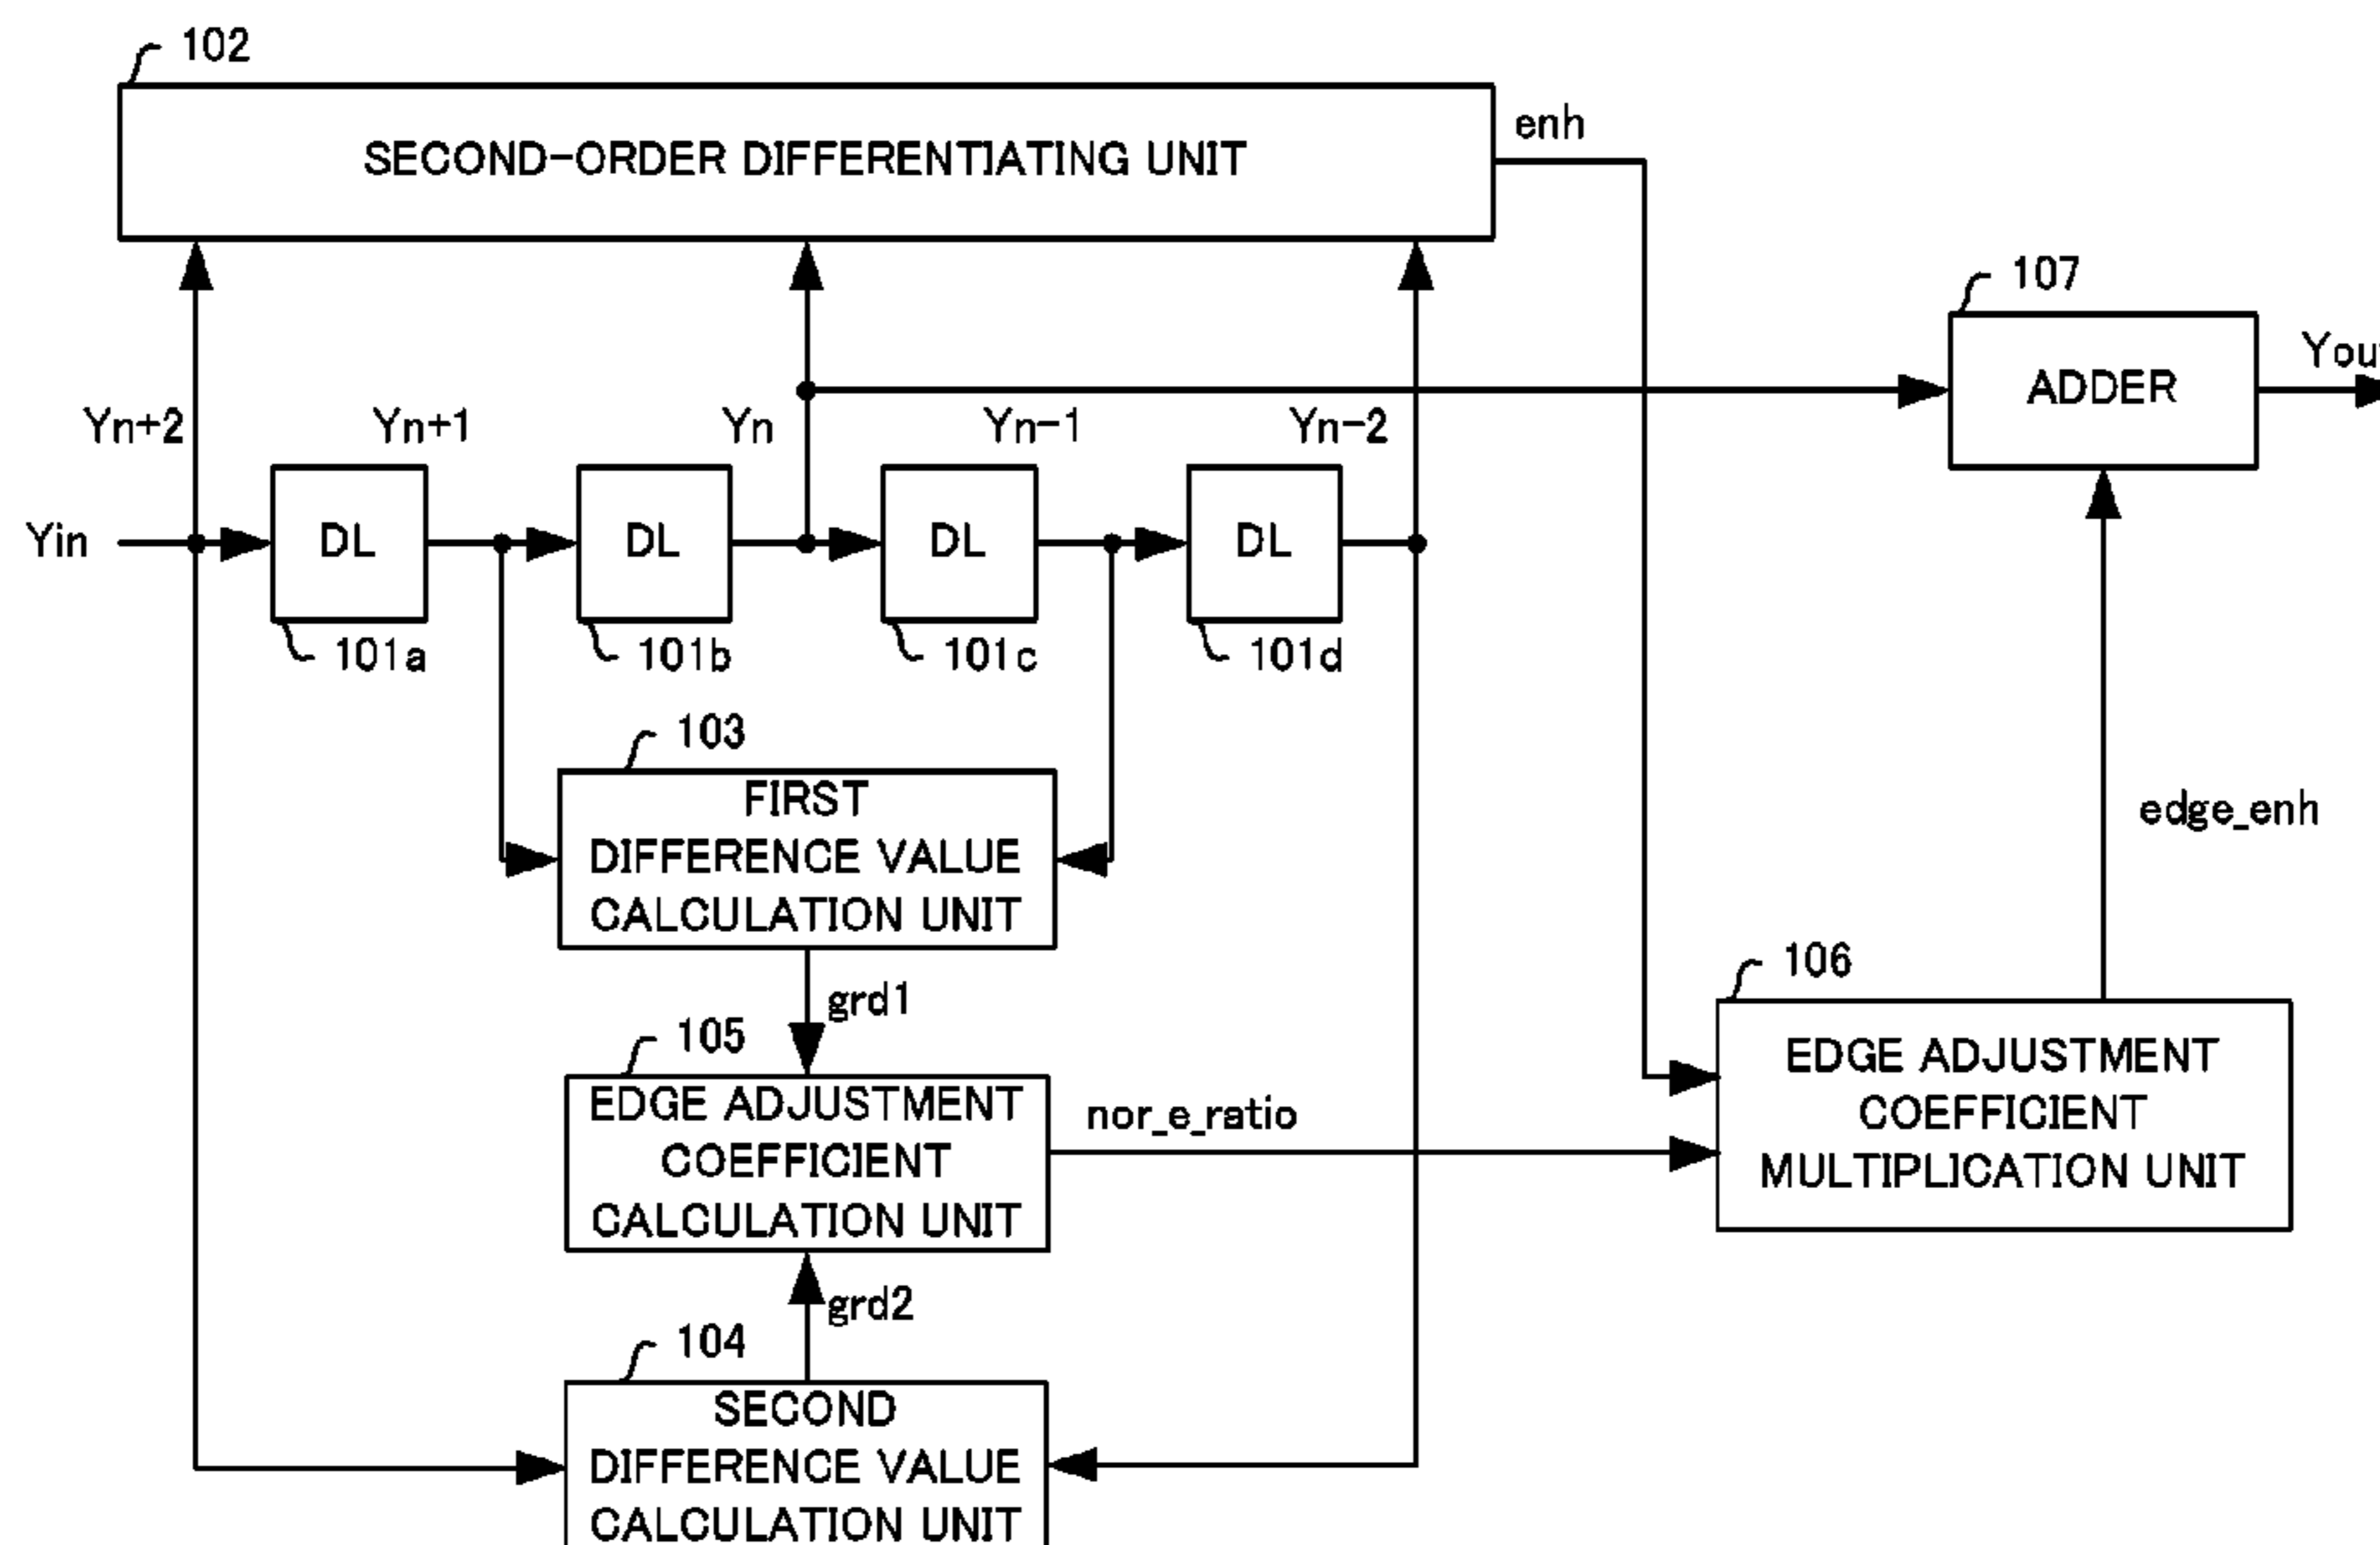 102
SECOND-ORDER DIFFERENTIATING UNIT
enh
107
ADDER
Yn+2
Yn+1
Yn
Yn-1
Yn-2
Yin
DL
DL
DL
DL
101a
101b
101c
101d
103
FIRST
DIFFERENCE VALUE
CALCULATION UNIT
edge_enh
grd1
106
105
EDGE ADJUSTMENT
COEFFICIENT
CALCULATION UNIT
nor_e_ratio
EDGE ADJUSTMENT
COEFFICIENT
MULTIPLICATION UNIT
grd2
104
SECOND
DIFFERENCE VALUE
CALCULATION UNIT